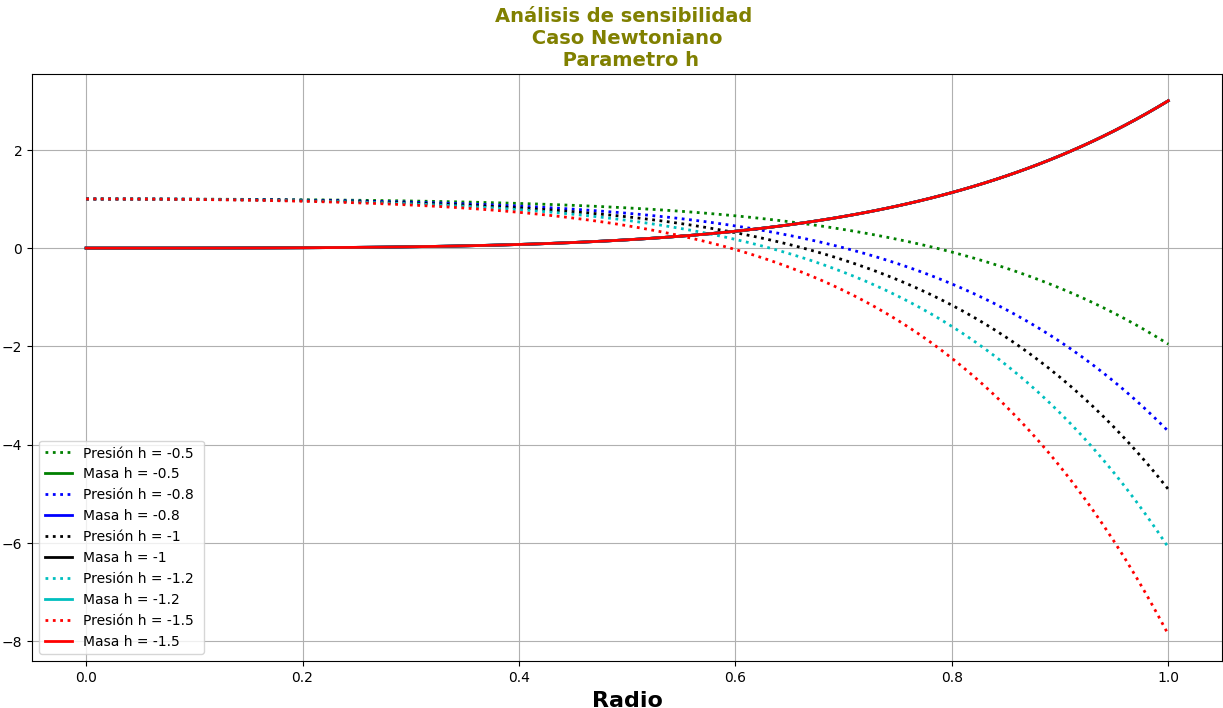 Análisis de sensibilidad
Caso Newtoniano
Parametro h
2
0
−2
−4
−6
−8
Presión h = -0.5
Masa h = -0.5
Presión h = -0.8
Masa h = -0.8
Presión h = -1
Masa h = -1
Presión h = -1.2
Masa h = -1.2
Presión h = -1.5
Masa h = -1.5
0.0 0.2 0.4 0.6 0.8 1.0
Radio